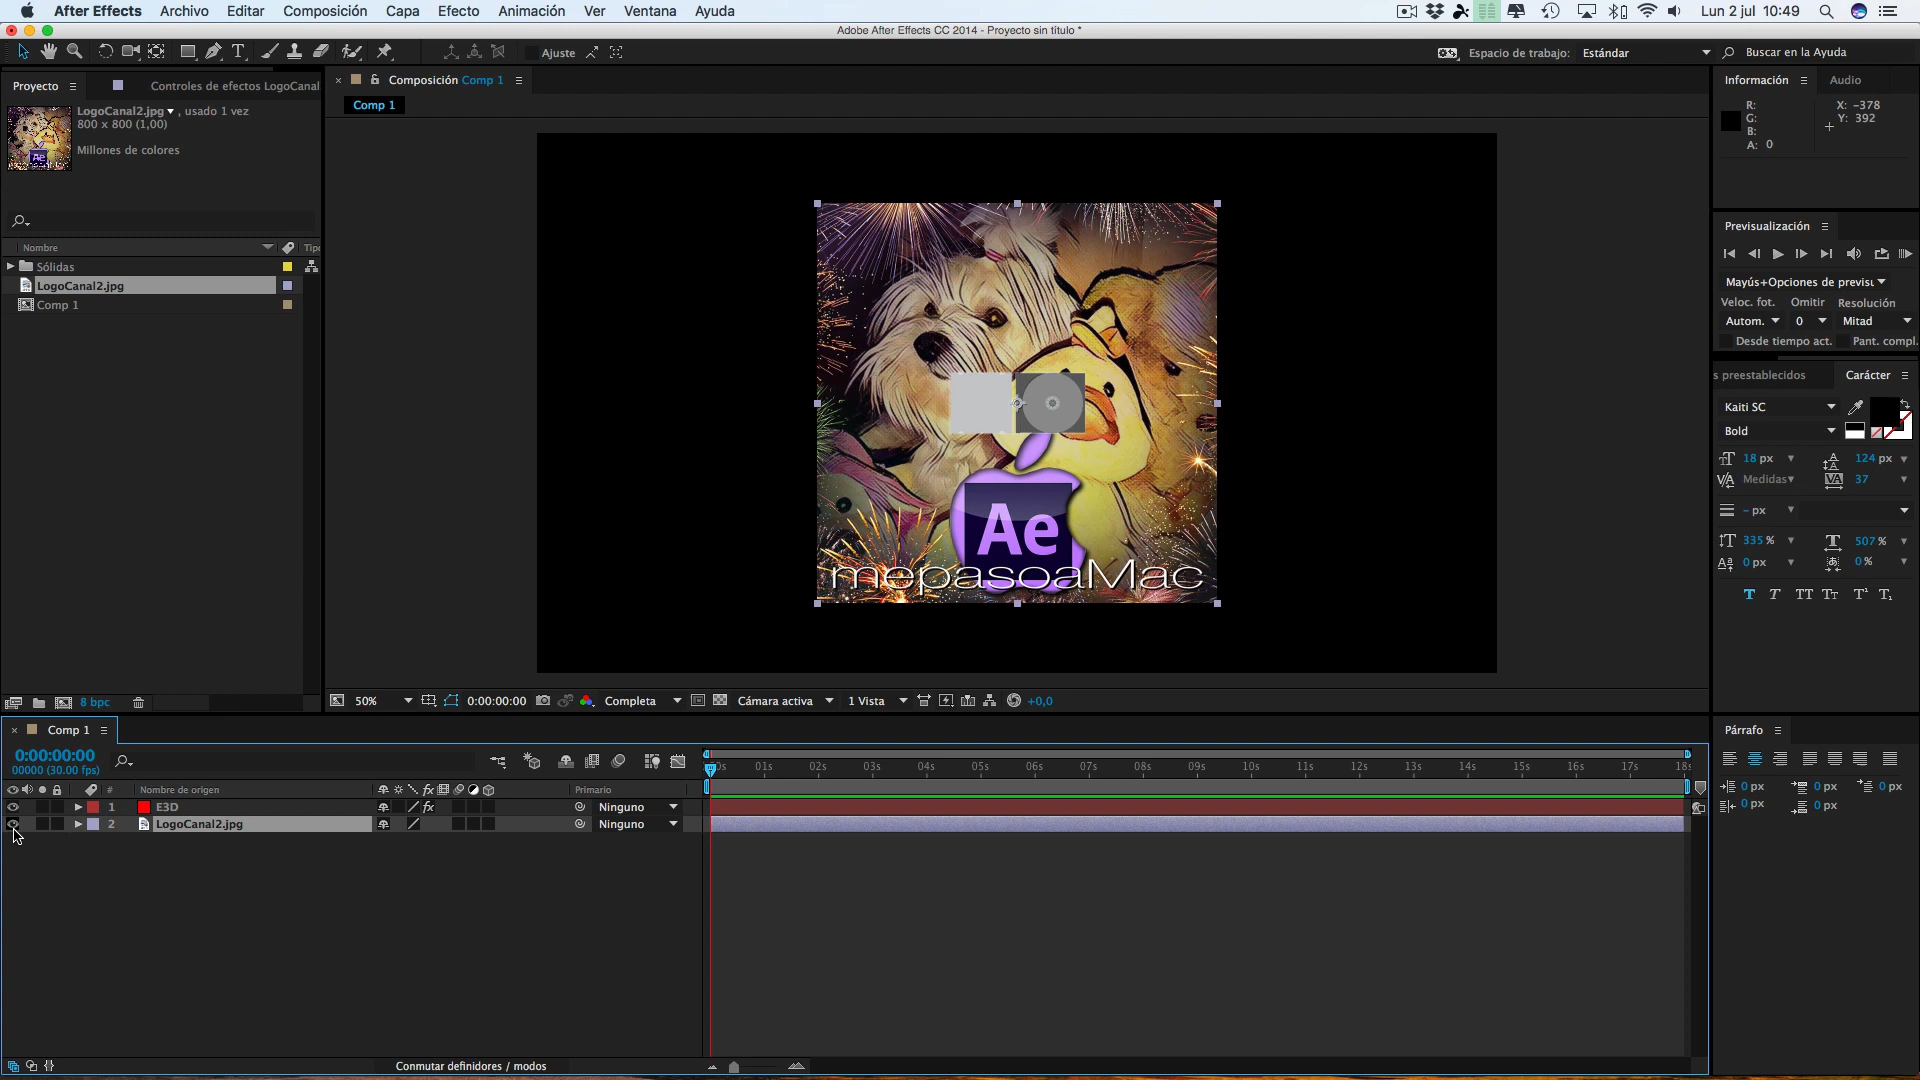 After Effects Archivo Editar Composición Capa Efecto Animación Ver Ventana Ayuda Lun 2 jul 10:49
Adobe After Effects CC 2014 - Proyecto sin título *
Ajuste Espacio de trabajo: Estándar Buscar en la Ayuda
Proyecto Controles de efectos LogoCanal
Composición Comp 1
Información Audio
LogoCanal2.jpg , usado 1 vez
800 x 800 (1,00)
Millones de colores
Comp 1
R: X: -378
G: Y: 392
B:
A: 0
Previsualización
Mayús+Opciones de previsu
Veloc. fot. Omitir Resolución
Autom. 0 Mitad
Desde tiempo act. Pant. compl.
Nombre Tipo
Sólidas
LogoCanal2.jpg
Comp 1
s preestablecidos Carácter
Kaiti SC
Bold
18 px 124 px
Medidas 37
- px
335 % 507 %
0 px 0 %
T T TT Tt T¹ T₁
Ae
mepasoaMac
8 bpc
50% 0:00:00:00 Completa Cámara activa 1 Vista +0,0
Comp 1
0:00:00:00
00000 (30.00 fps)
0s 01s 02s 03s 04s 05s 06s 07s 08s 09s 10s 11s 12s 13s 14s 15s 16s 17s 18s
# Nombre de origen fx Primario
1 E3D fx Ninguno
2 LogoCanal2.jpg Ninguno
Párrafo
0 px 0 px 0 px
0 px 0 px
Conmutar definidores / modos